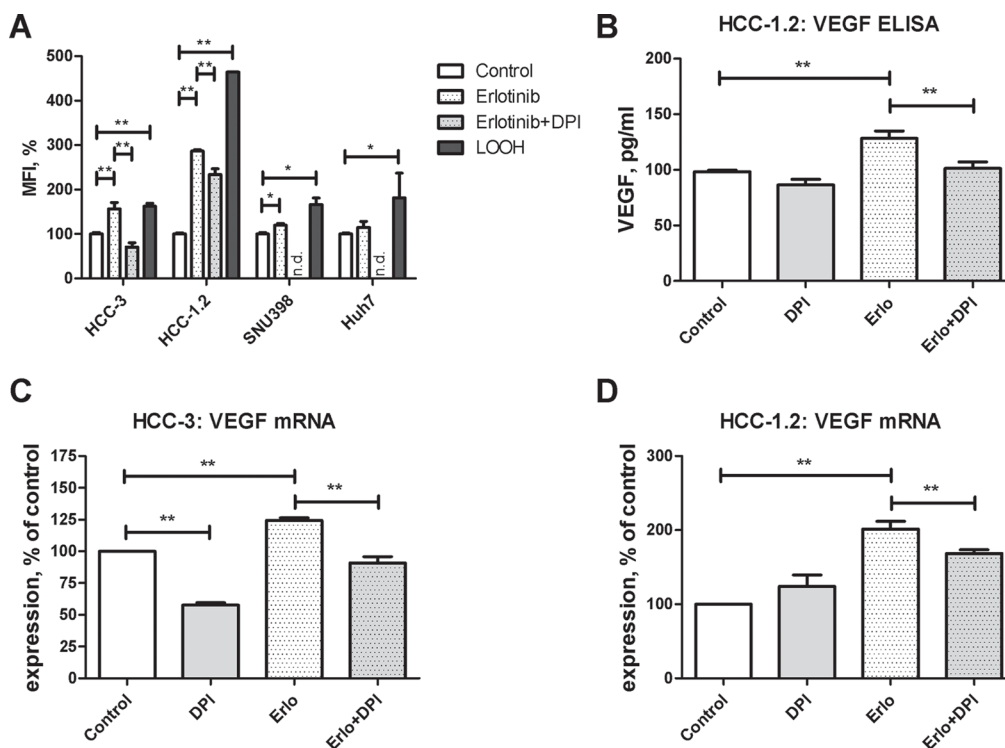 A
MFI, %
500
400
300
200
100
0
**
**
**
**
**
**
*
*
*
n.d.
n.d.
HCC-3
HCC-1.2
SNU398
Huh7
Control
Erlotinib
Erlotinib+DPI
LOOH
B
HCC-1.2: VEGF ELISA
VEGF, pg/ml
200
150
100
50
0
**
**
Control
DPI
Erlo
Erlo+DPI
C
HCC-3: VEGF mRNA
expression, % of control
175
150
125
100
75
50
25
0
**
**
**
Control
DPI
Erlo
Erlo+DPI
D
HCC-1.2: VEGF mRNA
expression, % of control
300
200
100
0
**
**
Control
DPI
Erlo
Erlo+DPI